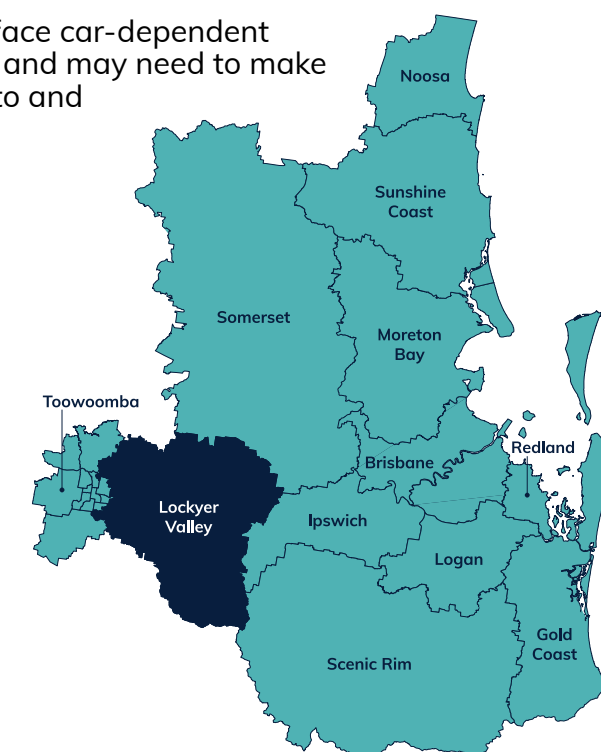 face car-dependent
and may need to make
to and
Noosa
Sunshine
Coast
Somerset
Moreton
Bay
Toowoomba
Redland
Brisbane
Lockyer
Valley
Ipswich
Logan
Gold
Coast
Scenic Rim